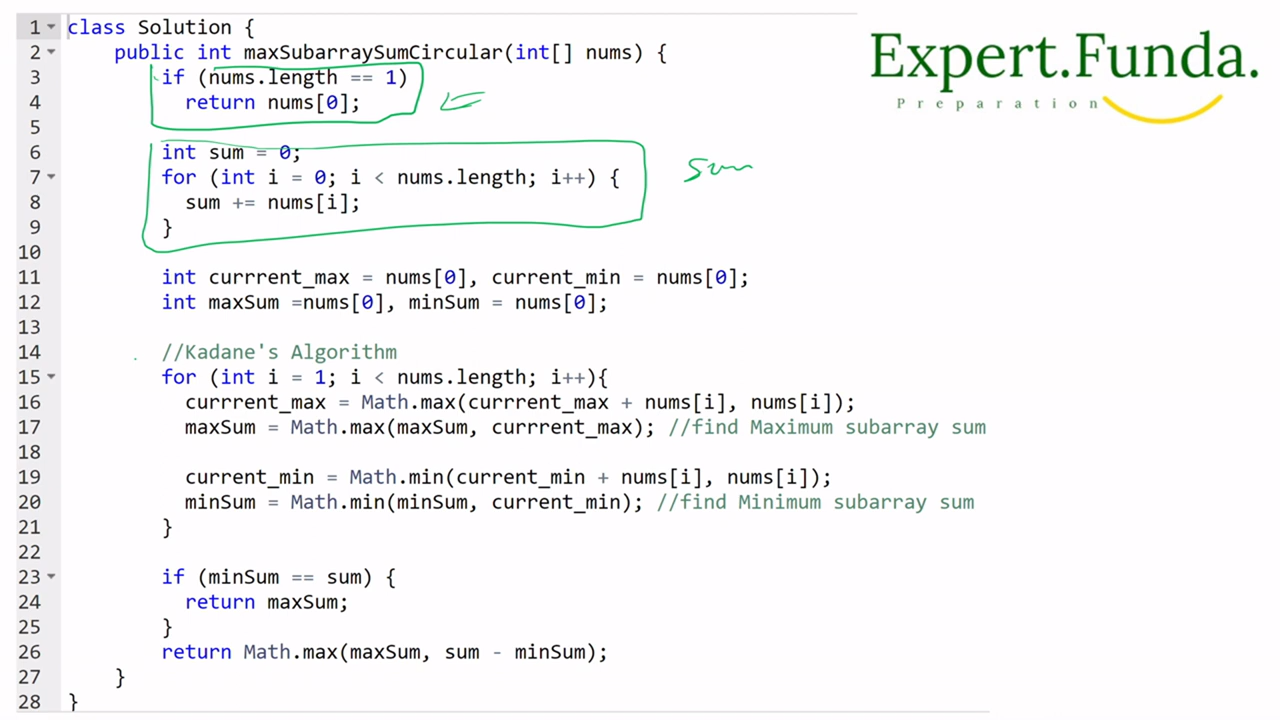 1 class Solution {
2 public int maxSubarraySumCircular(int[] nums) {
3 if (nums.length == 1)
4 return nums[0];
5
6 int sum = 0;
7 for (int i = 0; i < nums.length; i++) {
8 sum += nums[i];
9 }
10
11 int currrent_max = nums[0], current_min = nums[0];
12 int maxSum =nums[0], minSum = nums[0];
13
14 //Kadane's Algorithm
15 for (int i = 1; i < nums.length; i++){
16 currrent_max = Math.max(currrent_max + nums[i], nums[i]);
17 maxSum = Math.max(maxSum, currrent_max); //find Maximum subarray sum
18
19 current_min = Math.min(current_min + nums[i], nums[i]);
20 minSum = Math.min(minSum, current_min); //find Minimum subarray sum
21 }
22
23 if (minSum == sum) {
24 return maxSum;
25 }
26 return Math.max(maxSum, sum - minSum);
27 }
28 }
Expert.Funda.
Preparation
Sum